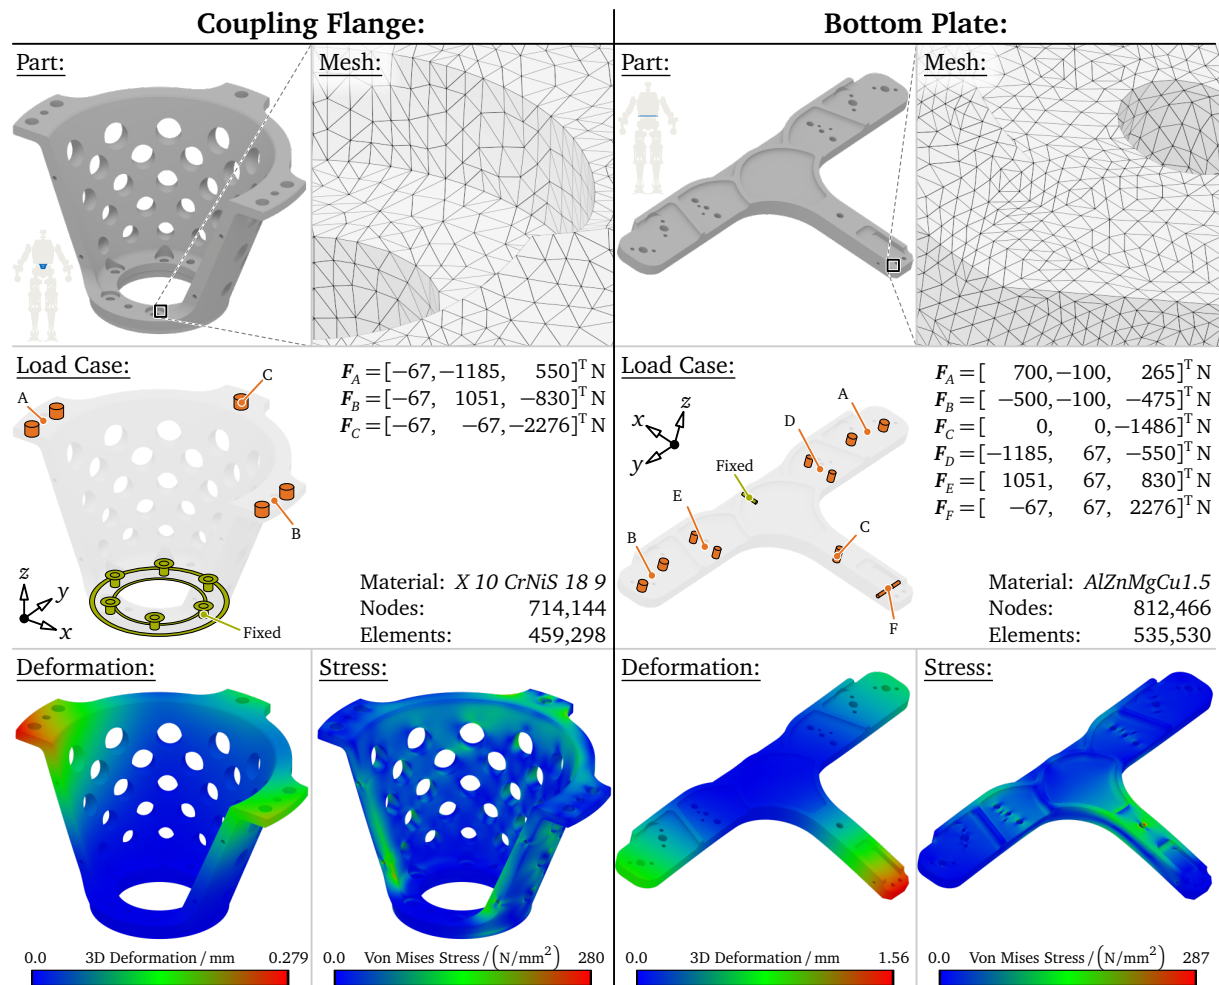 Coupling Flange:
Part:
Mesh:
Load Case:
F_A = [−67, −1185, 550]ᵀ N
F_B = [−67, 1051, −830]ᵀ N
F_C = [−67, −67, −2276]ᵀ N
C
A
B
z
y
x
Fixed
Material: X 10 CrNiS 18 9
Nodes: 714,144
Elements: 459,298
Deformation:
Stress:
0.0 3D Deformation / mm 0.279
0.0 Von Mises Stress / (N/mm²) 280
Bottom Plate:
Part:
Mesh:
Load Case:
F_A = [ 700, −100, 265]ᵀ N
F_B = [ −500, −100, −475]ᵀ N
F_C = [ 0, 0, −1486]ᵀ N
F_D = [−1185, 67, −550]ᵀ N
F_E = [ 1051, 67, 830]ᵀ N
F_F = [ −67, 67, 2276]ᵀ N
A
z
x
D
y
Fixed
E
C
B
F
Material: AlZnMgCu1.5
Nodes: 812,466
Elements: 535,530
Deformation:
Stress:
0.0 3D Deformation / mm 1.56
0.0 Von Mises Stress / (N/mm²) 287